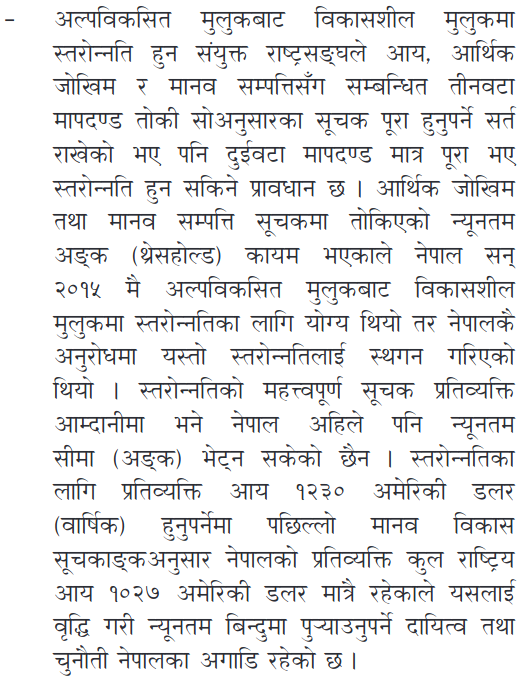 – अल्पविकसित मुलुकबाट विकासशील मुलुकमा
स्तरोन्नति हुन संयुक्त राष्ट्रसङ्घले आय, आर्थिक
जोखिम र मानव सम्पत्तिसँग सम्बन्धित तीनवटा
मापदण्ड तोकी सोअनुसारका सूचक पूरा हुनुपर्ने सर्त
राखेको भए पनि दुईवटा मापदण्ड मात्र पूरा भए
स्तरोन्नति हुन सकिने प्रावधान छ । आर्थिक जोखिम
तथा मानव सम्पत्ति सूचकमा तोकिएको न्यूनतम
अङ्क (थ्रेसहोल्ड) कायम भएकाले नेपाल सन्
२०१५ मै अल्पविकसित मुलुकबाट विकासशील
मुलुकमा स्तरोन्नतिका लागि योग्य थियो तर नेपालकै
अनुरोधमा यस्तो स्तरोन्नतिलाई स्थगन गरिएको
थियो । स्तरोन्नतिको महत्त्वपूर्ण सूचक प्रतिव्यक्ति
आम्दानीमा भने नेपाल अहिले पनि न्यूनतम
सीमा (अङ्क) भेट्न सकेको छैन । स्तरोन्नतिका
लागि प्रतिव्यक्ति आय १२३० अमेरिकी डलर
(वार्षिक) हुनुपर्नेमा पछिल्लो मानव विकास
सूचकाङ्कअनुसार नेपालको प्रतिव्यक्ति कुल राष्ट्रिय
आय १०२७ अमेरिकी डलर मात्रै रहेकाले यसलाई
वृद्धि गरी न्यूनतम बिन्दुमा पुऱ्याउनुपर्ने दायित्व तथा
चुनौती नेपालका अगाडि रहेको छ ।